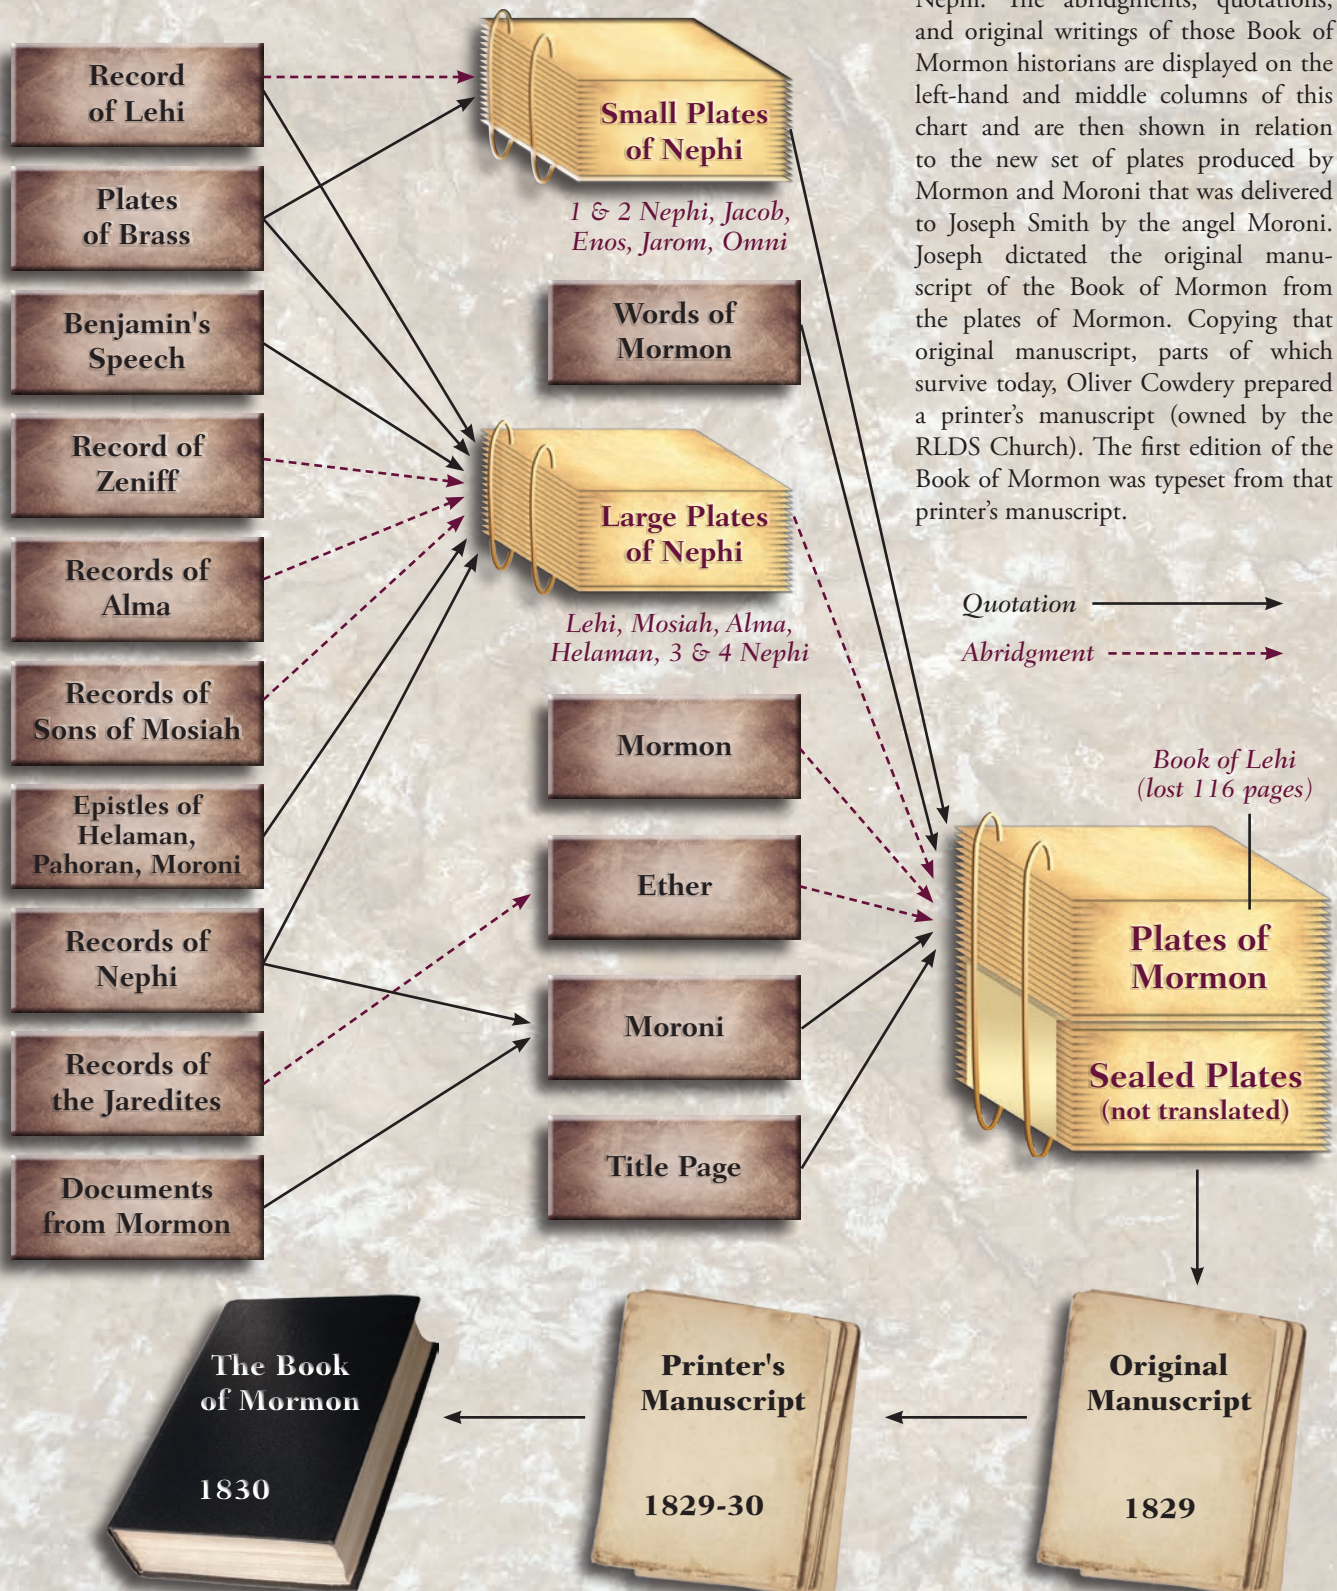 Record
of Lehi
Plates
of Brass
Benjamin's
Speech
Record of
Zeniff
Records of
Alma
Records of
Sons of Mosiah
Epistles of
Helaman,
Pahoran, Moroni
Records of
Nephi
Records of
the Jaredites
Documents
from Mormon
Small Plates
of Nephi
1 & 2 Nephi, Jacob,
Enos, Jarom, Omni
Words of
Mormon
Large Plates
of Nephi
Lehi, Mosiah, Alma,
Helaman, 3 & 4 Nephi
Mormon
Ether
Moroni
Title Page
Nephi. The abridgments, quotations,
and original writings of those Book of
Mormon historians are displayed on the
left-hand and middle columns of this
chart and are then shown in relation
to the new set of plates produced by
Mormon and Moroni that was delivered
to Joseph Smith by the angel Moroni.
Joseph dictated the original manu-
script of the Book of Mormon from
the plates of Mormon. Copying that
original manuscript, parts of which
survive today, Oliver Cowdery prepared
a printer's manuscript (owned by the
RLDS Church). The first edition of the
Book of Mormon was typeset from that
printer's manuscript.
Quotation
Abridgment
Book of Lehi
(lost 116 pages)
Plates of
Mormon
Sealed Plates
(not translated)
The Book
of Mormon
1830
Printer's
Manuscript
1829-30
Original
Manuscript
1829